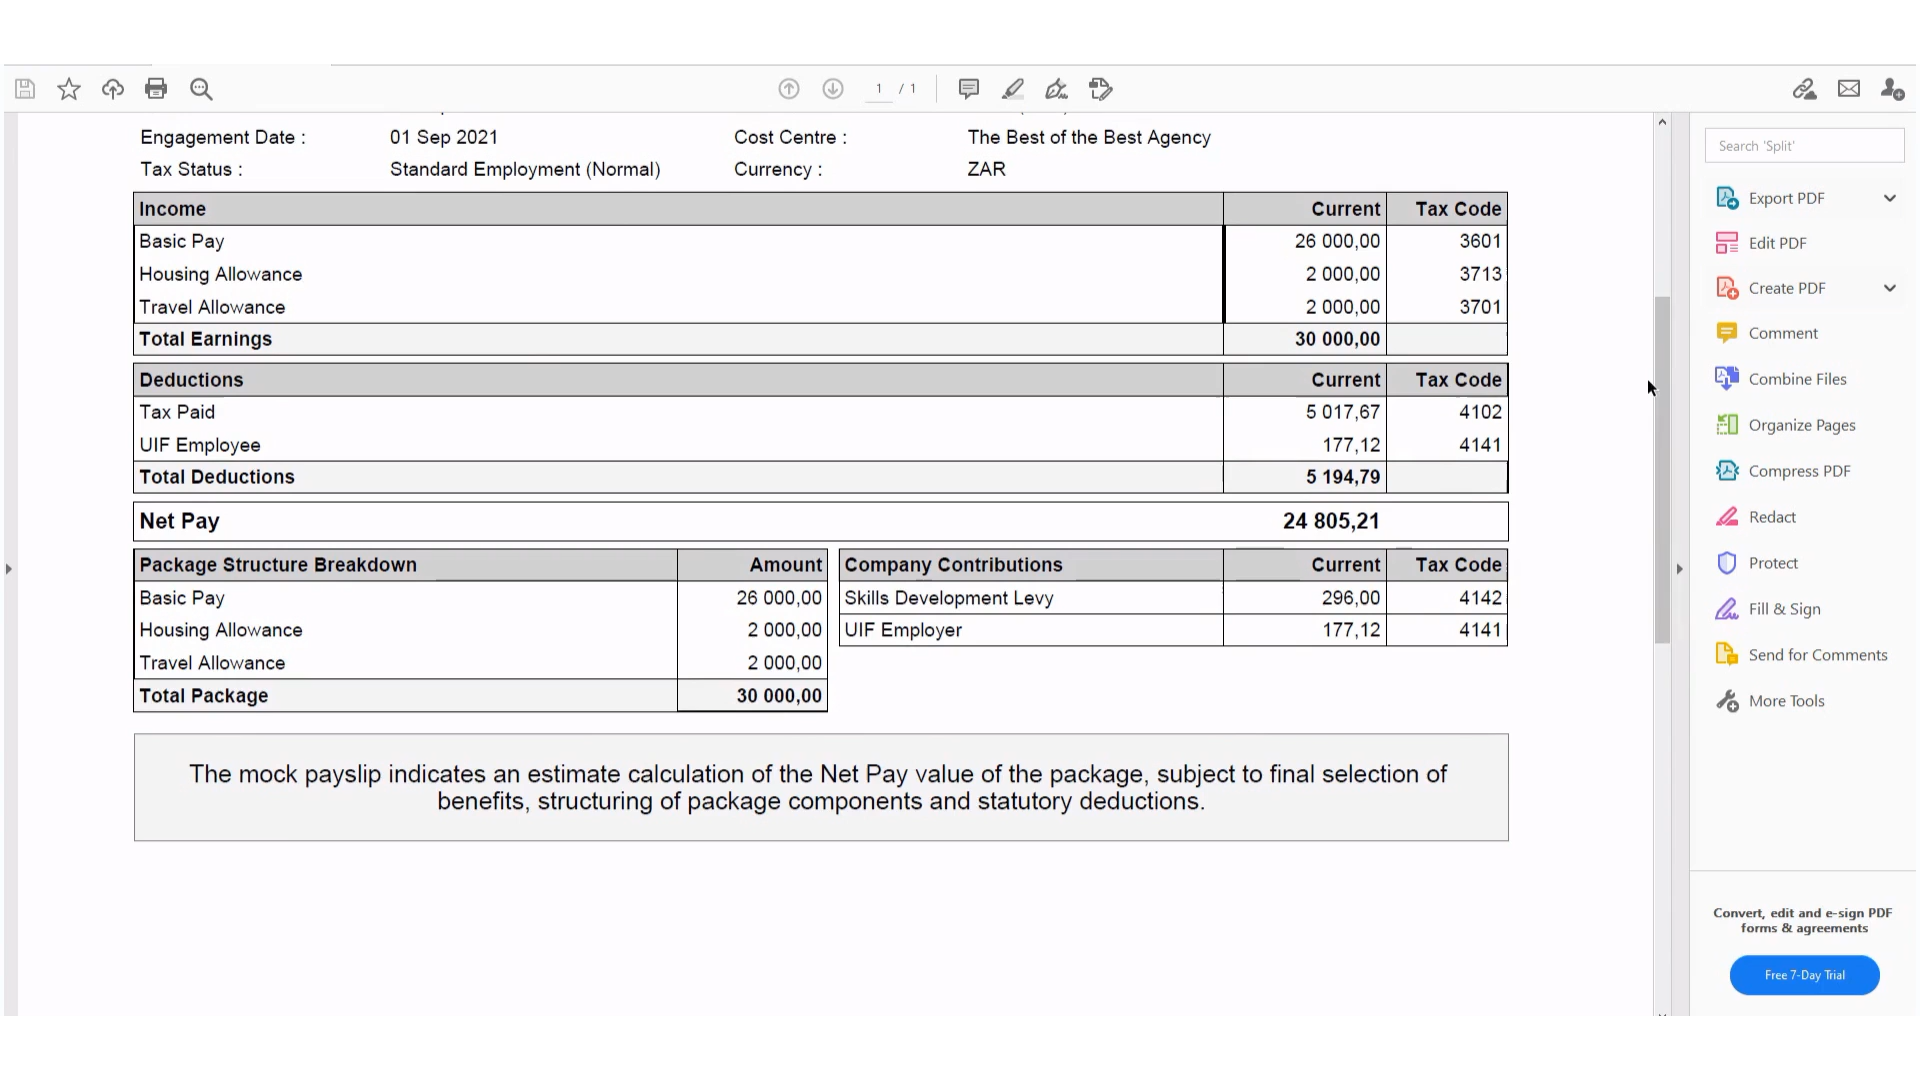 1 / 1
Engagement Date : 01 Sep 2021 Cost Centre : The Best of the Best Agency
Tax Status : Standard Employment (Normal) Currency : ZAR
Income Current Tax Code
Basic Pay 26 000,00 3601
Housing Allowance 2 000,00 3713
Travel Allowance 2 000,00 3701
Total Earnings 30 000,00
Deductions Current Tax Code
Tax Paid 5 017,67 4102
UIF Employee 177,12 4141
Total Deductions 5 194,79
Net Pay 24 805,21
Package Structure Breakdown Amount
Basic Pay 26 000,00
Housing Allowance 2 000,00
Travel Allowance 2 000,00
Total Package 30 000,00
Company Contributions Current Tax Code
Skills Development Levy 296,00 4142
UIF Employer 177,12 4141
The mock payslip indicates an estimate calculation of the Net Pay value of the package, subject to final selection of
benefits, structuring of package components and statutory deductions.
Search 'Split'
Export PDF
Edit PDF
Create PDF
Comment
Combine Files
Organize Pages
Compress PDF
Redact
Protect
Fill & Sign
Send for Comments
More Tools
Convert, edit and e-sign PDF
forms & agreements
Free 7-Day Trial